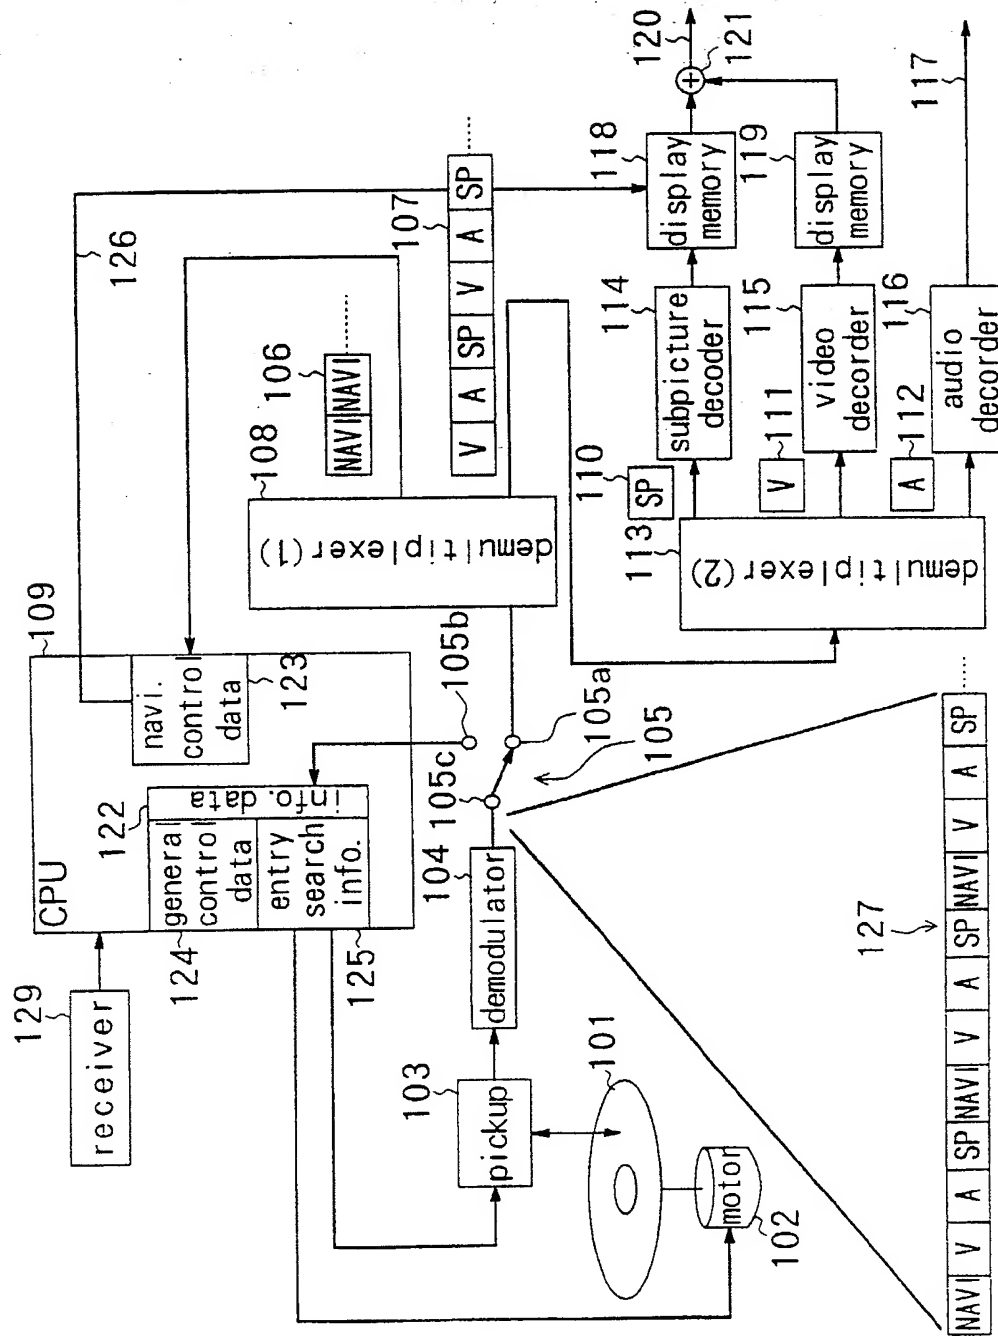 129
receiver
CPU
109
124
general
control
data
122
info. data
entry
search
info.
125
navi.
control
data
123
126
103
pickup
104
demodulator
105c
105b
105a
105
101
motor
102
108
demultiplexer(1)
106
NAVI NAVI
107
V A SP V A SP
113
demultiplexer(2)
110
SP
111
V
112
A
114
subpicture
decoder
115
video
decorder
116
audio
decorder
118
display
memory
119
display
memory
120
+
121
117
127
NAVI V A SP NAVI V A SP NAVI V A SP